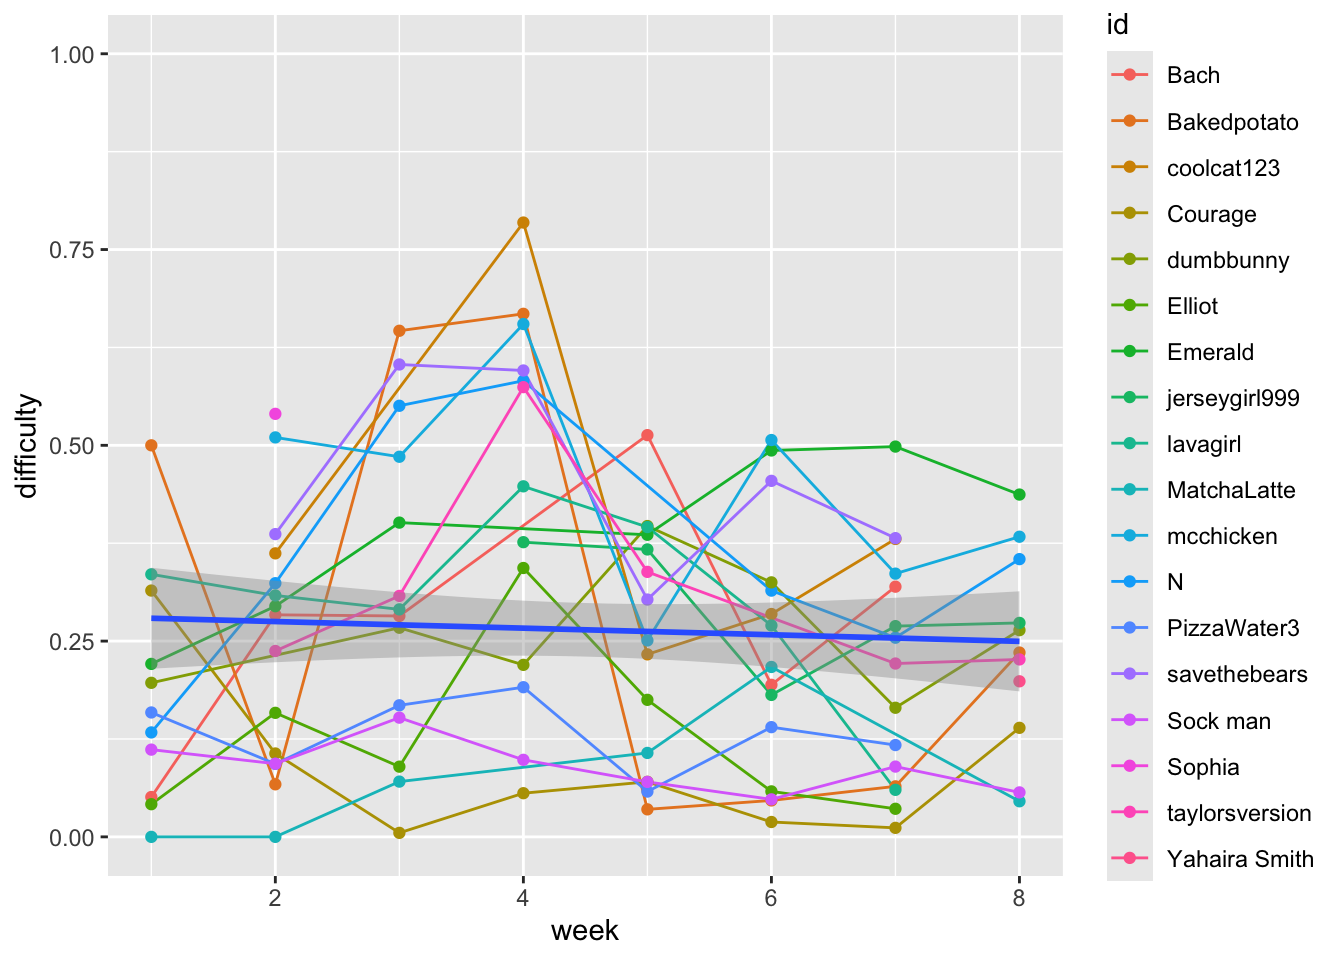 id
Bach
Bakedpotato
coolcat123
Courage
dumbbunny
Elliot
Emerald
jerseygirl999
lavagirl
MatchaLatte
mcchicken
N
PizzaWater3
savethebears
Sock man
Sophia
taylorsversion
Yahaira Smith
difficulty
1.00
0.75
0.50
0.25
0.00
2 4 6 8
week